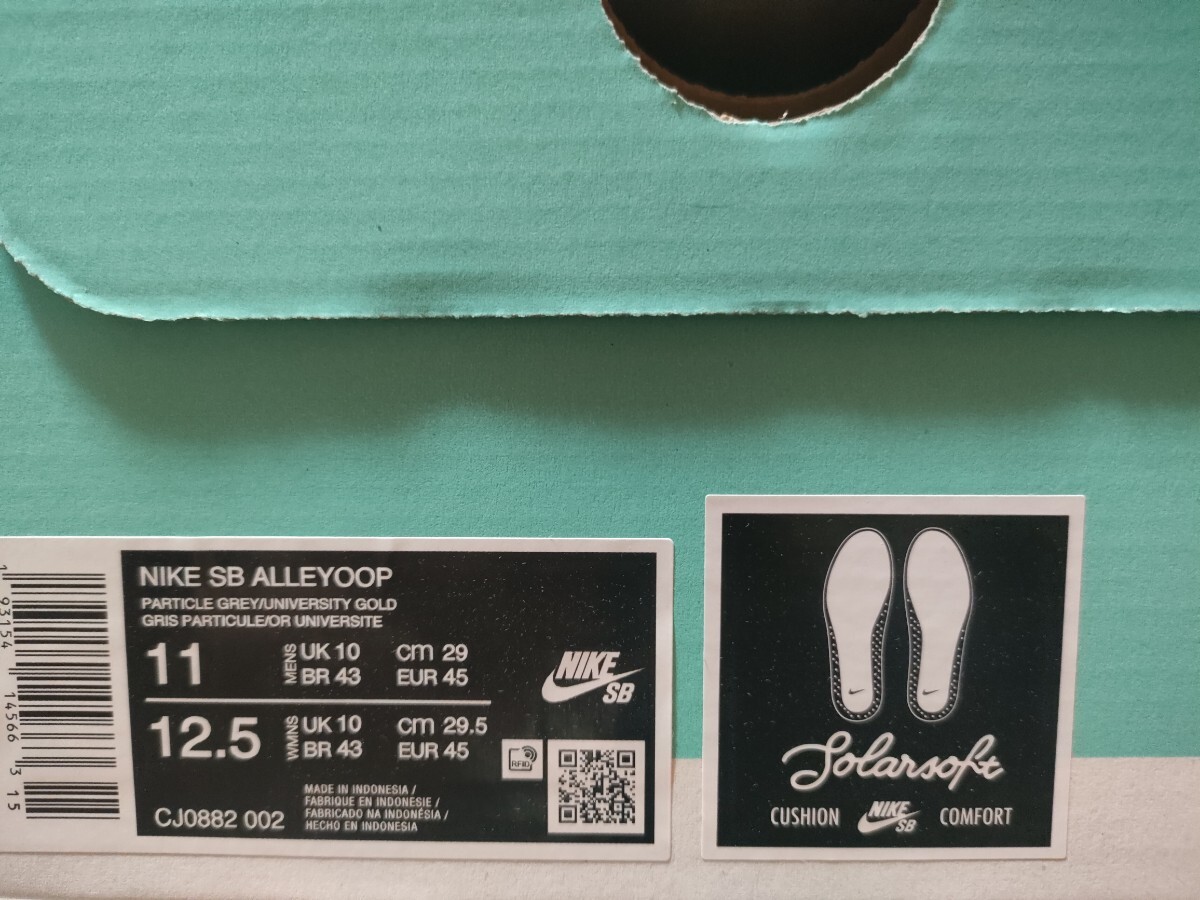 1 93154 14566 3 15
NIKE SB ALLEYOOP
PARTICLE GREY/UNIVERSITY GOLD
GRIS PARTICULE/OR UNIVERSITE
11 MENS UK 10 cm 29
BR 43 EUR 45
12.5 WMNS UK 10 cm 29.5
BR 43 EUR 45
CJ0882 002
MADE IN INDONESIA /
FABRIQUE EN INDONESIE /
FABRICADO NA INDONÉSIA /
HECHO EN INDONESIA
NIKE
SB
RFID
Solarsoft
CUSHION NIKE SB COMFORT